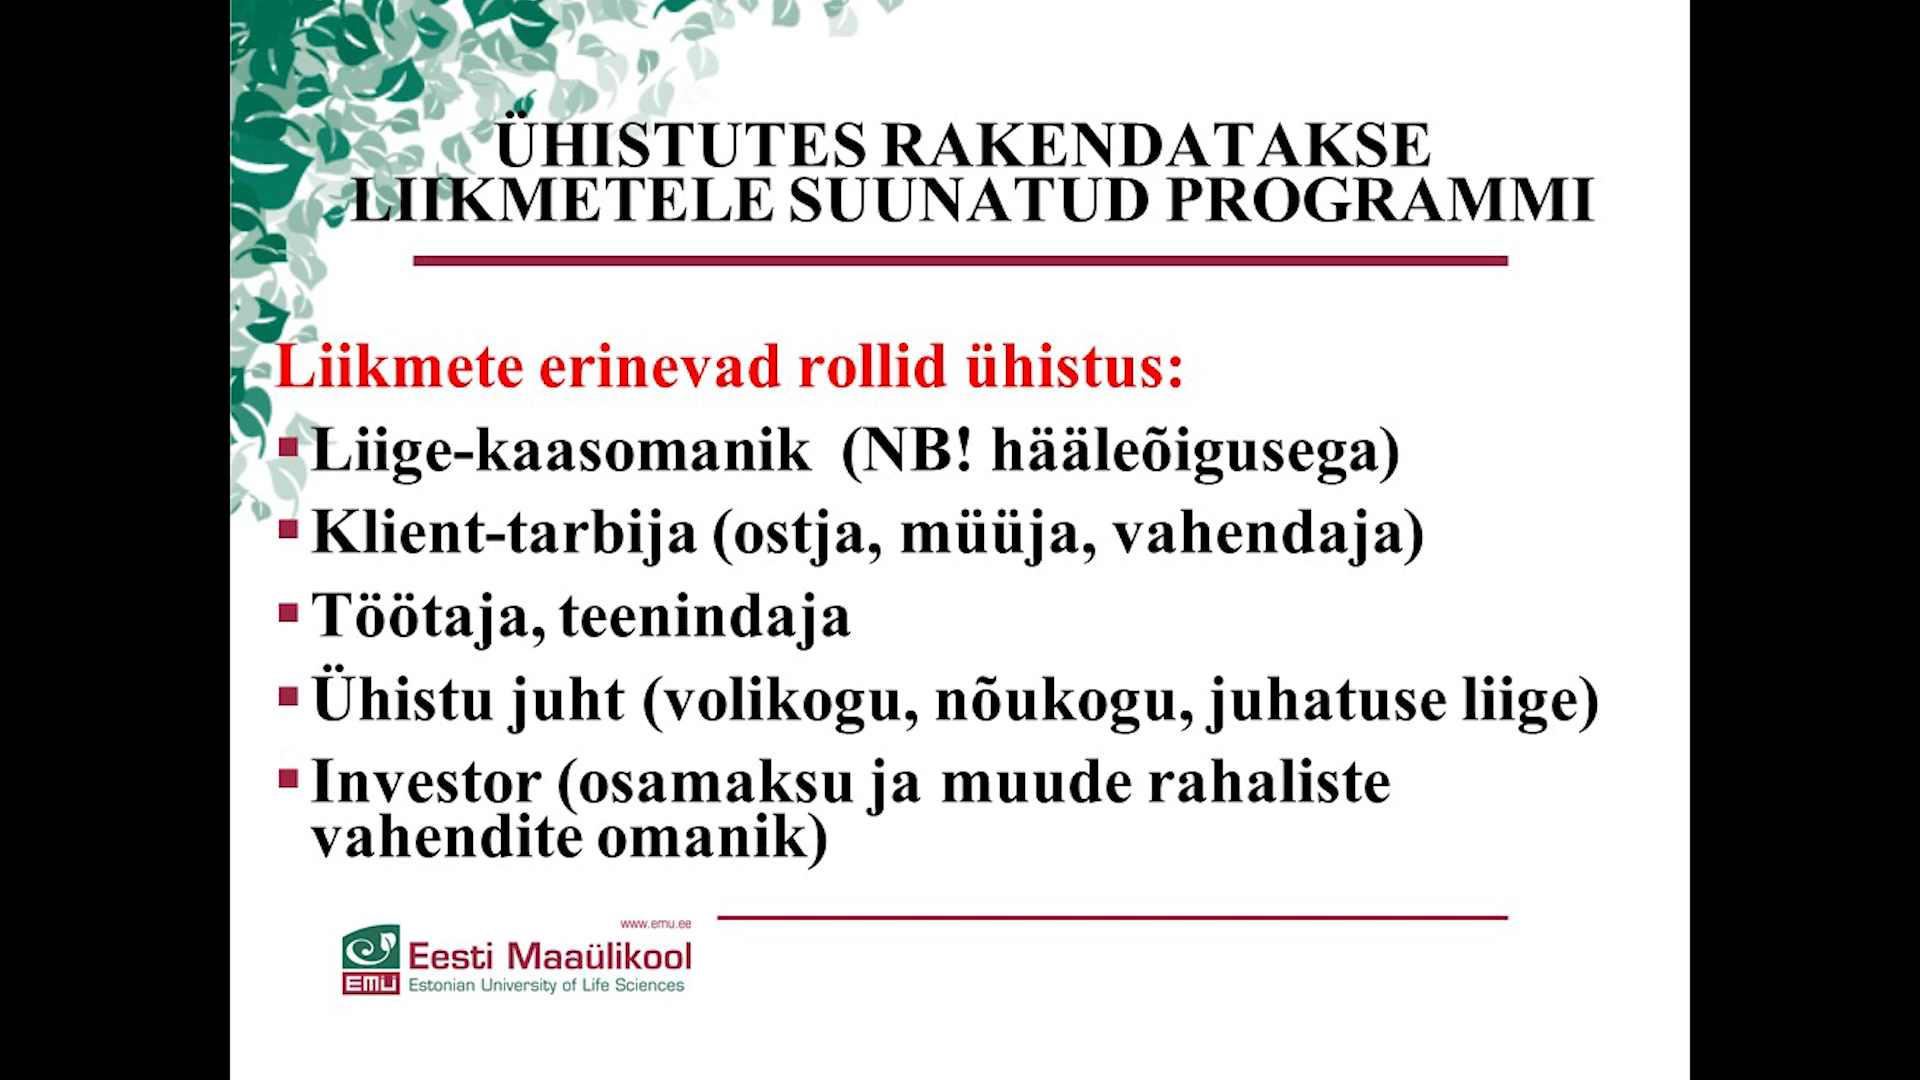 ÜHISTUTES RAKENDATAKSE
LIIKMETELE SUUNATUD PROGRAMMI
Liikmete erinevad rollid ühistus:
▪Liige-kaasomanik (NB! hääleõigusega)
▪Klient-tarbija (ostja, müüja, vahendaja)
▪Töötaja, teenindaja
▪Ühistu juht (volikogu, nõukogu, juhatuse liige)
▪Investor (osamaksu ja muude rahaliste
vahendite omanik)
www.emu.ee
Eesti Maaülikool
EMÜ
Estonian University of Life Sciences